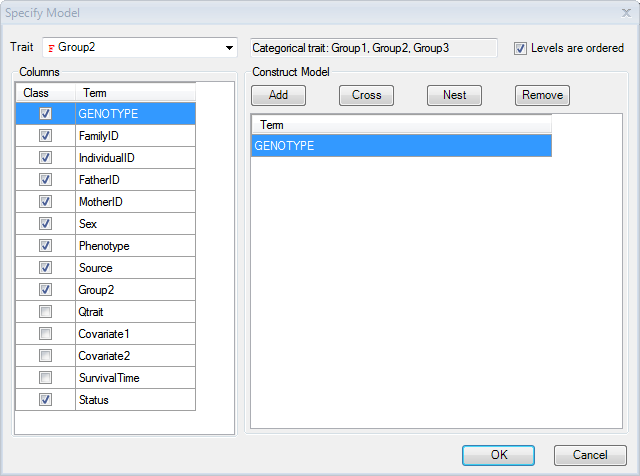 Specify Model
Trait Group2 Categorical trait: Group1, Group2, Group3 Levels are ordered
Columns
Class Term
GENOTYPE
FamilyID
IndividualID
FatherID
MotherID
Sex
Phenotype
Source
Group2
Qtrait
Covariate1
Covariate2
SurvivalTime
Status
Construct Model
Add Cross Nest Remove
Term
GENOTYPE
OK Cancel